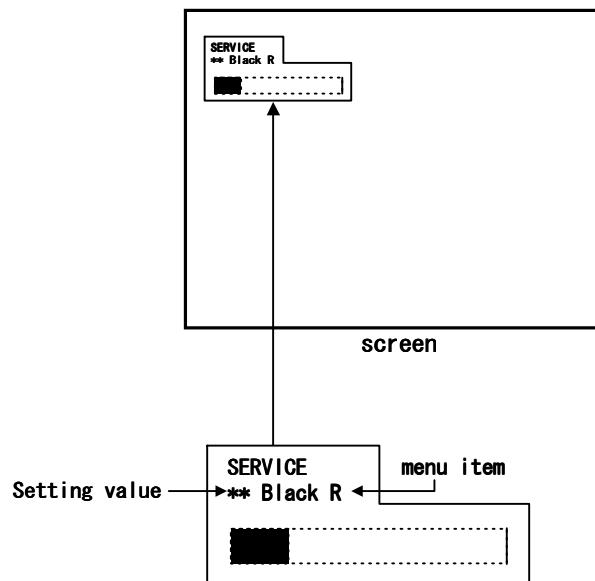 SERVICE
** Black R
screen
SERVICE
menu item
Setting value
** Black R